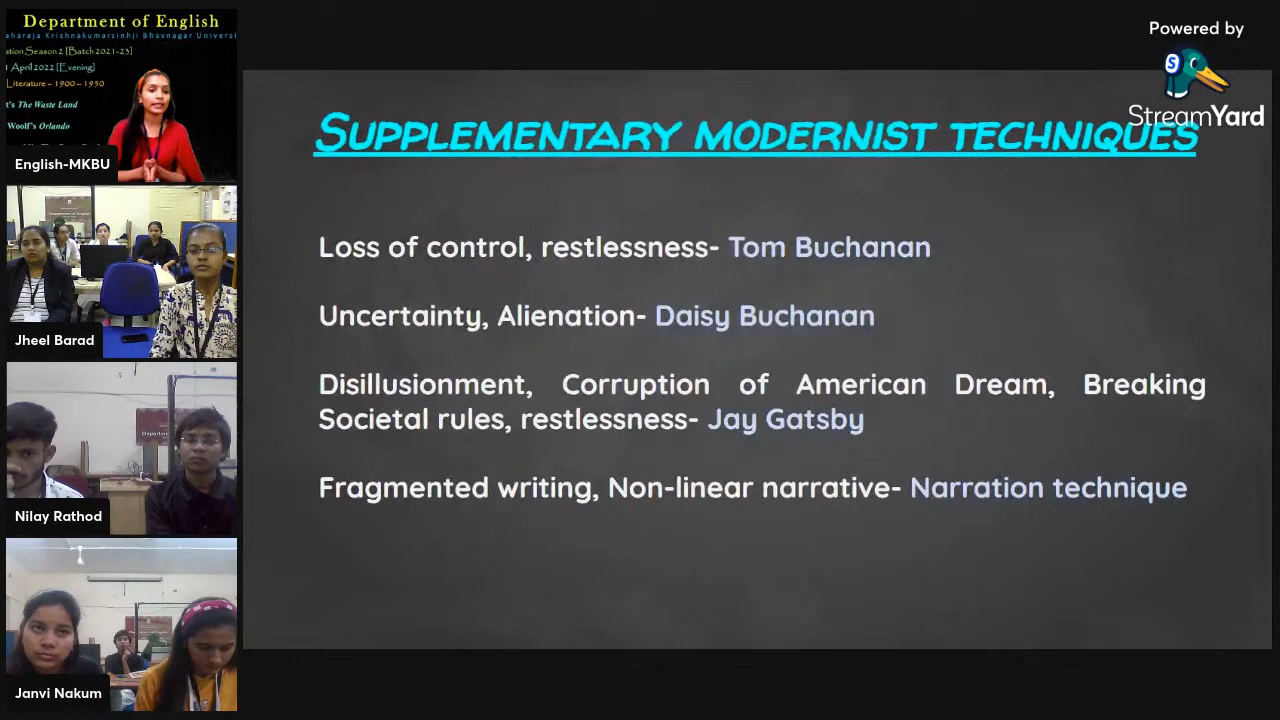 Department of English
aharaja Krishnakumarsinhji Bhavnagar Universi
ation Season 2 [Batch 2021-23]
1 April 2022 [Evening]
Literature – 1900 – 1950
t's The Waste Land
Woolf's Orlando
English-MKBU
Jheel Barad
Nilay Rathod
Janvi Nakum
Powered by
StreamYard
Supplementary modernist techniques
Loss of control, restlessness- Tom Buchanan
Uncertainty, Alienation- Daisy Buchanan
Disillusionment, Corruption of American Dream, Breaking
Societal rules, restlessness- Jay Gatsby
Fragmented writing, Non-linear narrative- Narration technique